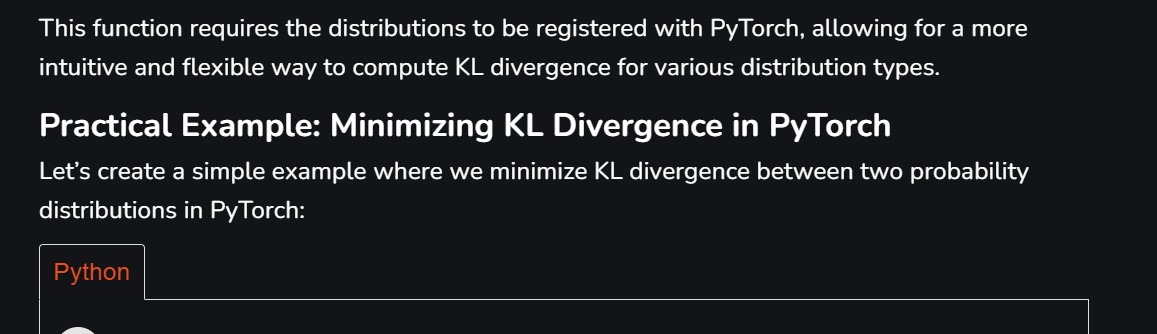 This function requires the distributions to be registered with PyTorch, allowing for a more
intuitive and flexible way to compute KL divergence for various distribution types.
Practical Example: Minimizing KL Divergence in PyTorch
Let’s create a simple example where we minimize KL divergence between two probability
distributions in PyTorch:
Python